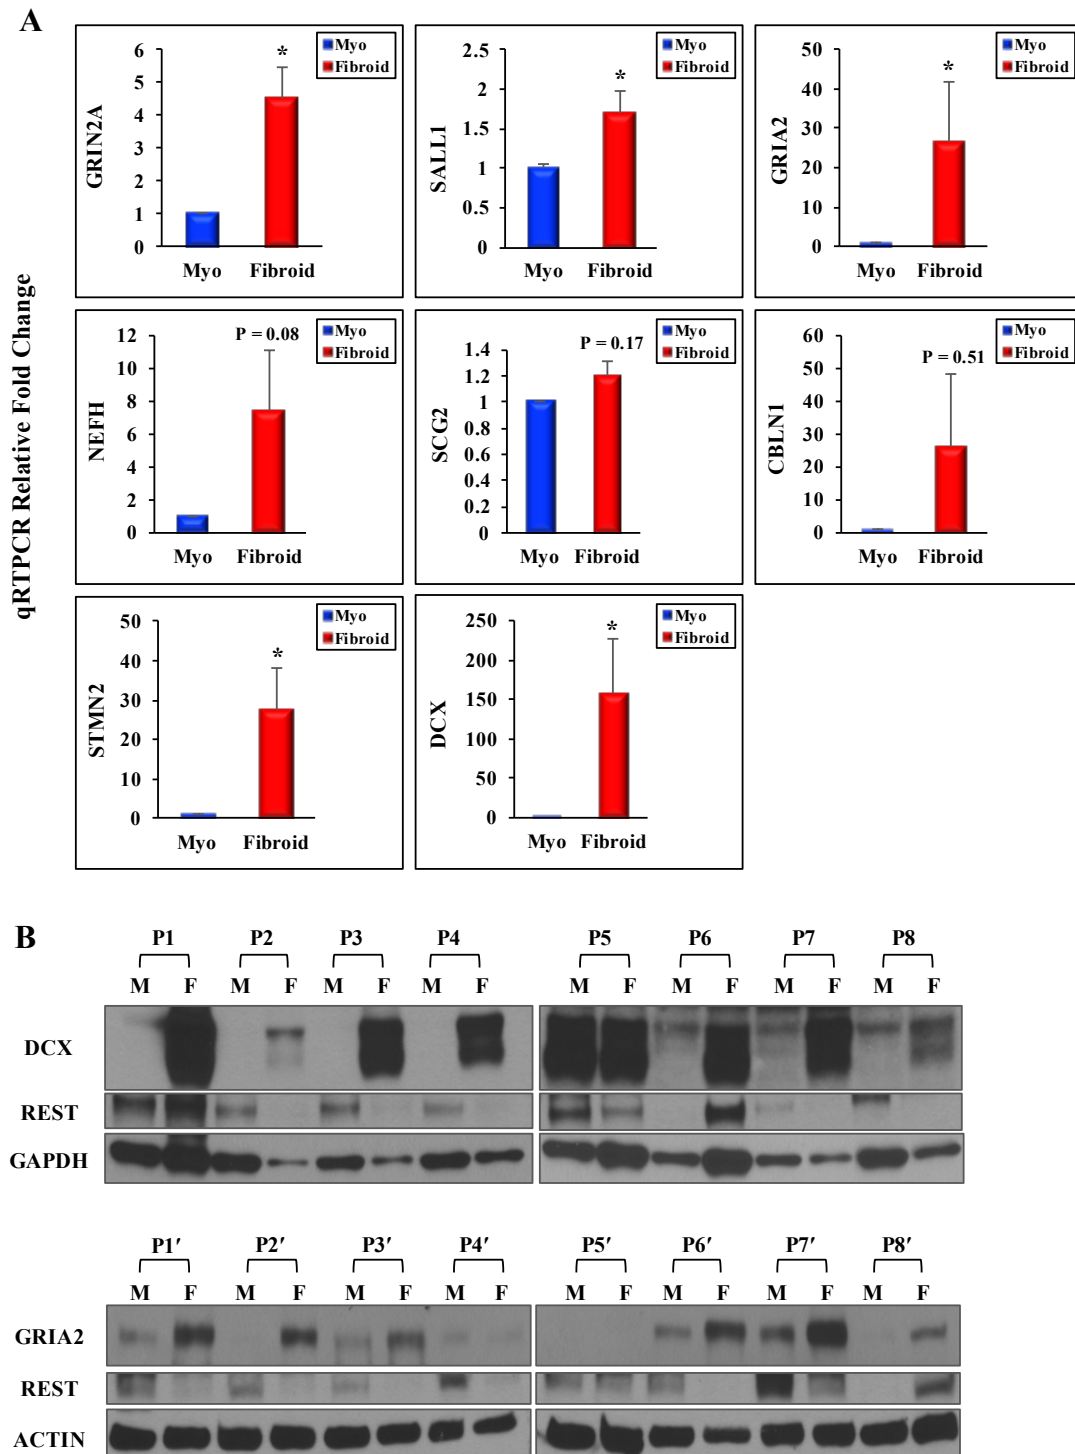 A
qRTPCR Relative Fold Change
GRIN2A
6
5
4
3
2
1
0
*
Myo
Fibroid
Myo Fibroid
SALL1
2.5
2
1.5
1
0.5
0
*
Myo
Fibroid
Myo Fibroid
GRIA2
50
40
30
20
10
0
*
Myo
Fibroid
Myo Fibroid
NEFH
12
10
8
6
4
2
0
P = 0.08
Myo
Fibroid
Myo Fibroid
SCG2
1.4
1.2
1
0.8
0.6
0.4
0.2
0
P = 0.17
Myo
Fibroid
Myo Fibroid
CBLN1
60
50
40
30
20
10
0
P = 0.51
Myo
Fibroid
Myo Fibroid
STMN2
50
40
30
20
10
0
*
Myo
Fibroid
Myo Fibroid
DCX
250
200
150
100
50
0
*
Myo
Fibroid
Myo Fibroid
B
P1 P2 P3 P4 P5 P6 P7 P8
M F M F M F M F M F M F M F M F
DCX
REST
GAPDH
P1′ P2′ P3′ P4′ P5′ P6′ P7′ P8′
M F M F M F M F M F M F M F M F
GRIA2
REST
ACTIN